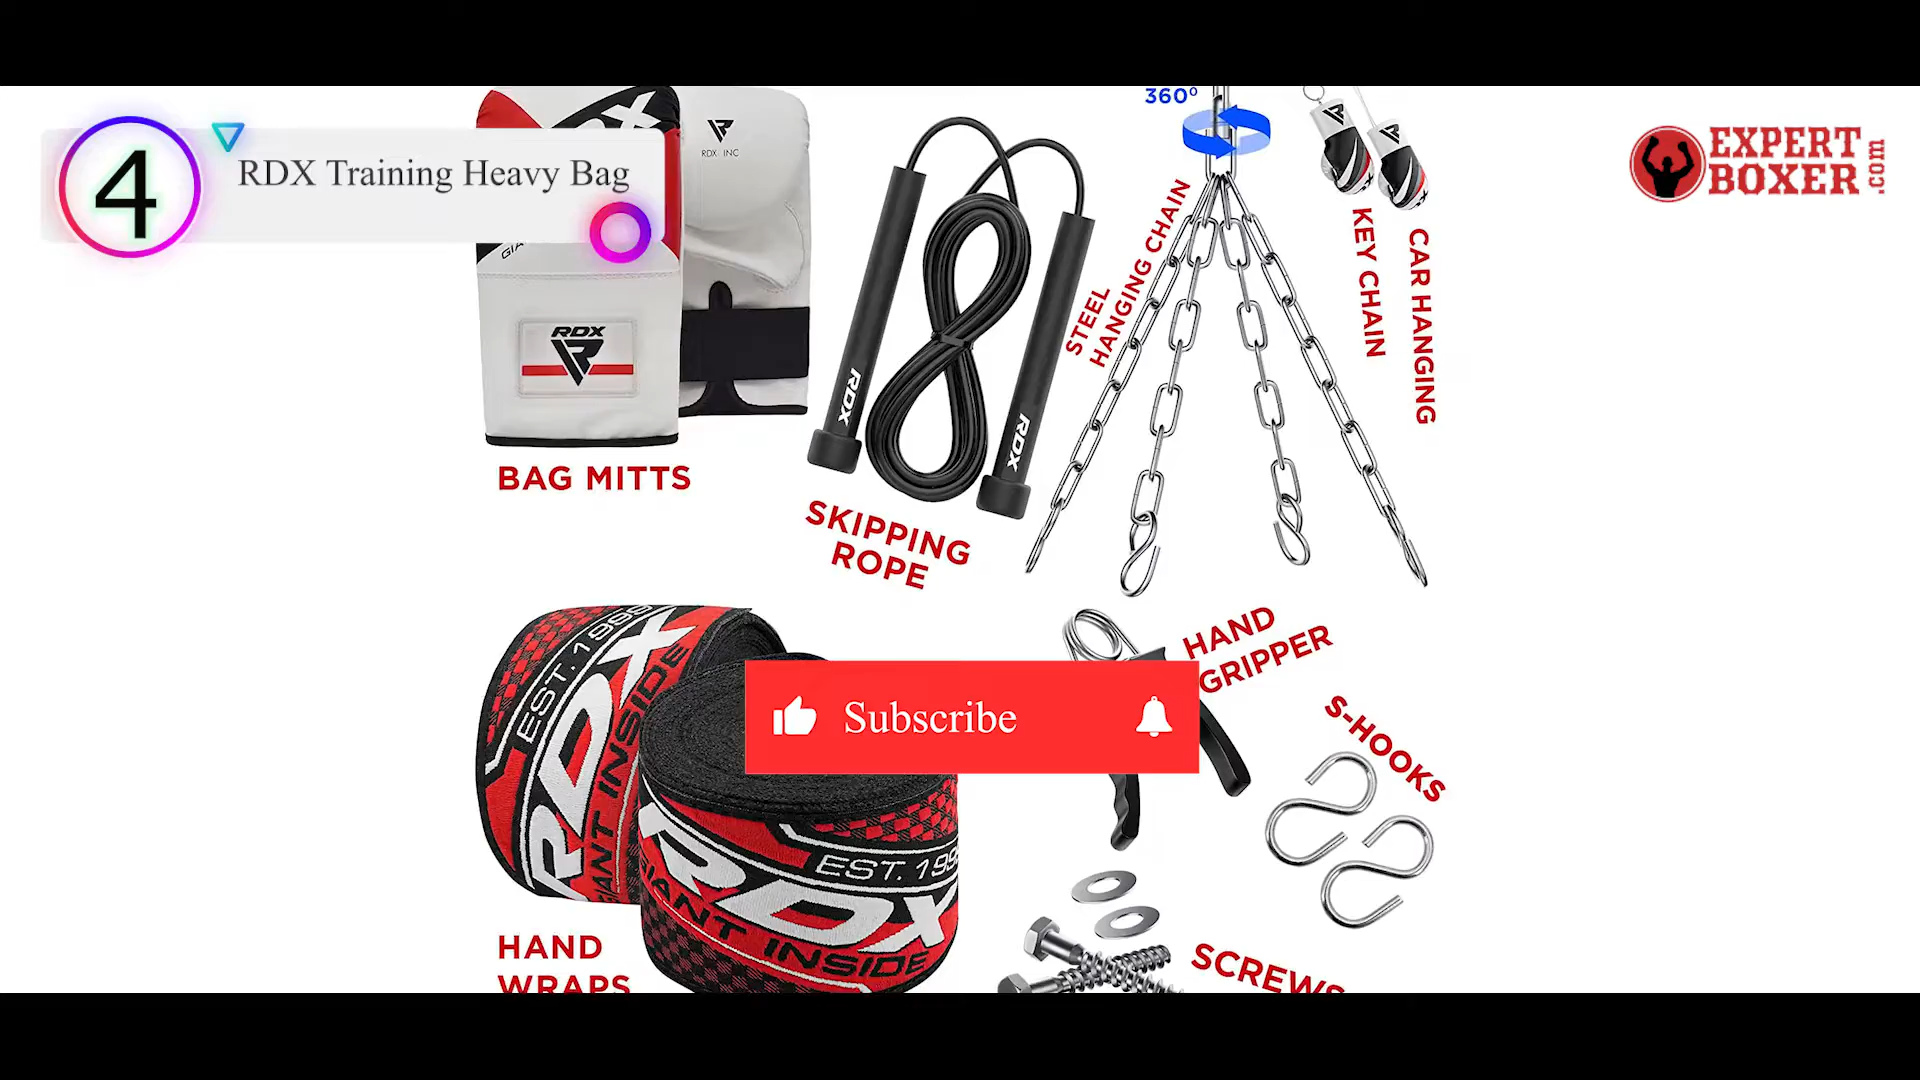 4
RDX Training Heavy Bag
RDX INC
RDX
BAG MITTS
RDX
RDX
SKIPPING
ROPE
360°
STEEL
HANGING CHAIN
KEY CHAIN
CAR HANGING
EXPERT
BOXER
.com
HAND
GRIPPER
S-HOOKS
Subscribe
EST. 199
RDX
GIANT INSIDE
EST. 199
RDX
GIANT INSIDE
HAND
WRAPS
SCREWS